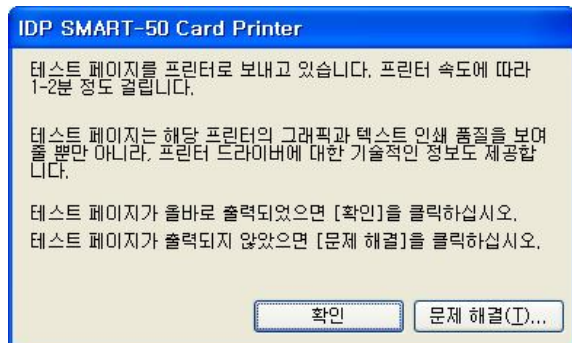 IDP SMART-50 Card Printer
테스트 페이지를 프린터로 보내고 있습니다. 프린터 속도에 따라
1-2분 정도 걸립니다.
테스트 페이지는 해당 프린터의 그래픽과 텍스트 인쇄 품질을 보여
줄 뿐만 아니라, 프린터 드라이버에 대한 기술적인 정보도 제공합
니다.
테스트 페이지가 올바로 출력되었으면 [확인]을 클릭하십시오.
테스트 페이지가 출력되지 않았으면 [문제 해결]을 클릭하십시오.
확인
문제 해결(T)...